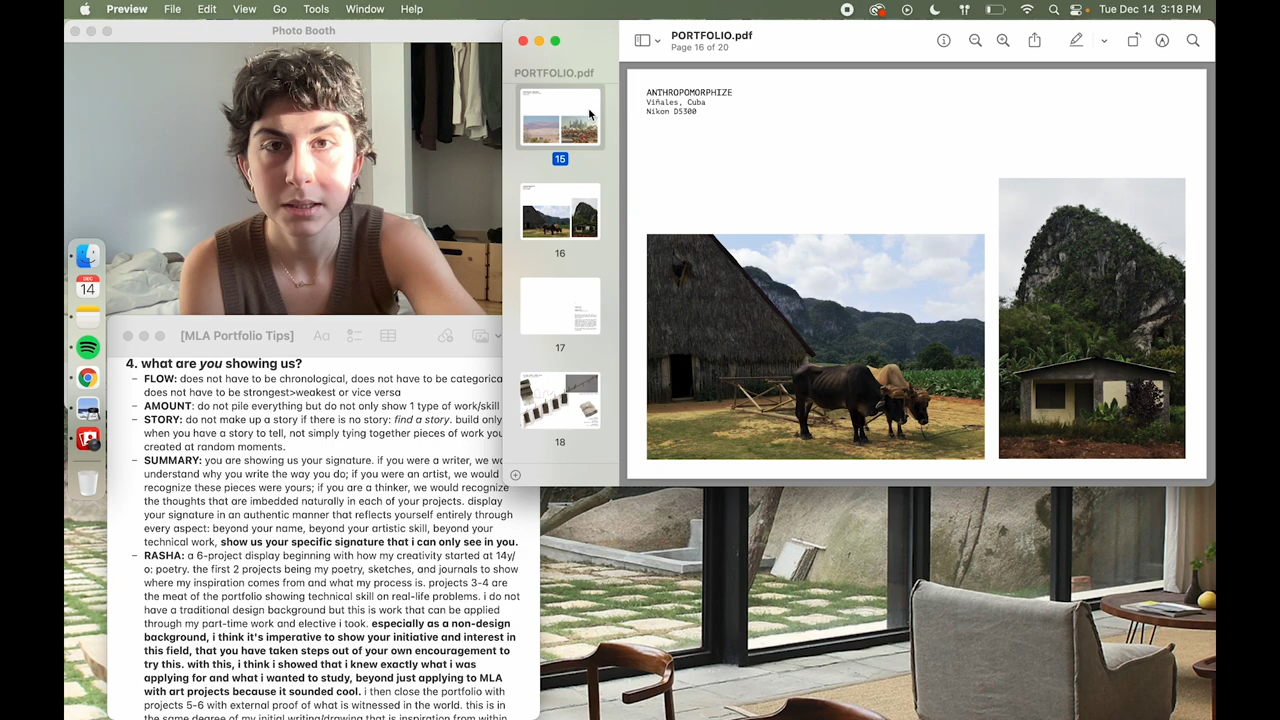 Preview File Edit View Go Tools Window Help
Tue Dec 14 3:18 PM
Photo Booth
PORTFOLIO.pdf
Page 16 of 20
PORTFOLIO.pdf
15
16
17
18
ANTHROPOMORPHIZE
Viñales, Cuba
Nikon D5300
DEC
14
[MLA Portfolio Tips]
Aa
4. what are you showing us?
– FLOW: does not have to be chronological, does not have to be categorica
does not have to be strongest>weakest or vice versa
– AMOUNT: do not pile everything but do not only show 1 type of work/skill
– STORY: do not make up a story if there is no story: find a story. build only
when you have a story to tell, not simply tying together pieces of work you
created at random moments.
– SUMMARY: you are showing us your signature. if you were a writer, we wo
understand why you write the way you do; if you were an artist, we would
recognize these pieces were yours; if you are a thinker, we would recognize
the thoughts that are imbedded naturally in each of your projects. display
your signature in an authentic manner that reflects yourself entirely through
every aspect: beyond your name, beyond your artistic skill, beyond your
technical work, show us your specific signature that i can only see in you.
– RASHA: a 6-project display beginning with how my creativity started at 14y/
o: poetry. the first 2 projects being my poetry, sketches, and journals to show
where my inspiration comes from and what my process is. projects 3-4 are
the meat of the portfolio showing technical skill on real-life problems. i do not
have a traditional design background but this is work that can be applied
through my part-time work and elective i took. especially as a non-design
background, i think it's imperative to show your initiative and interest in
this field, that you have taken steps out of your own encouragement to
try this. with this, i think i showed that i knew exactly what i was
applying for and what i wanted to study, beyond just applying to MLA
with art projects because it sounded cool. i then close the portfolio with
projects 5-6 with external proof of what is witnessed in the world. this is in
the same degree of my initial writing/drawing that is inspiration from within